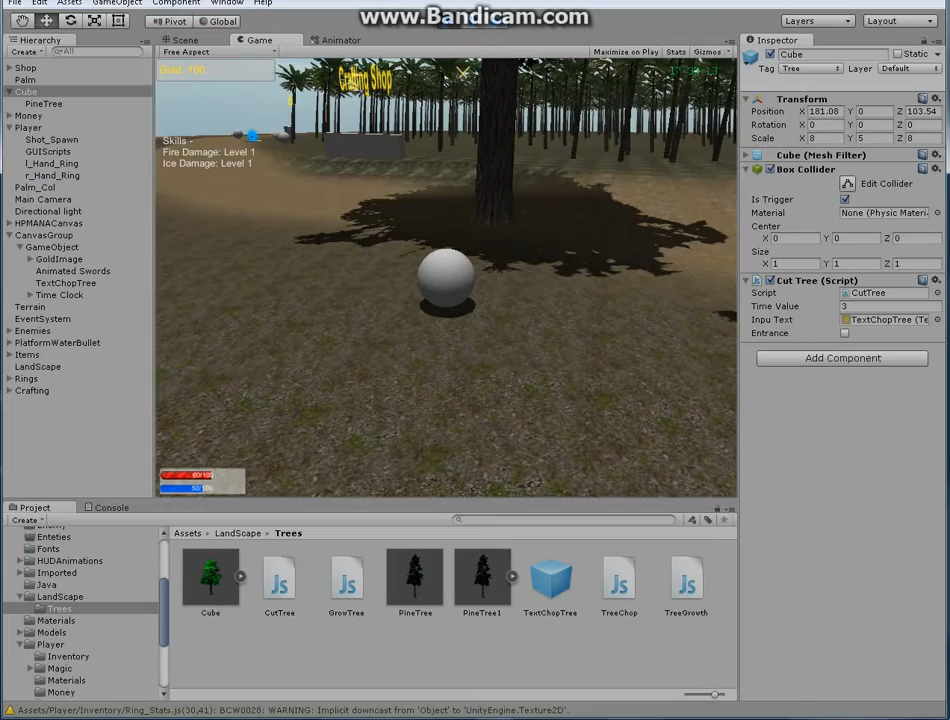 www.Bandicam.com
File Edit Assets GameObject Component Window Help
Pivot Global Layers Layout
Hierarchy
Create All
Shop
Palm
Cube
PineTree
Money
Player
Shot_Spawn
GUIScripts
l_Hand_Ring
r_Hand_Ring
Palm_Col
Main Camera
Directional light
HPMANACanvas
CanvasGroup
GameObject
GoldImage
Animated Swords
TextChopTree
Time Clock
Terrain
EventSystem
Enemies
PlatformWaterBullet
Items
LandScape
Rings
Crafting
Scene Game Animator
Free Aspect Maximize on Play Stats Gizmos
Gold: 100
Crafting Shop
Skills -
Fire Damage: Level 1
Ice Damage: Level 1
60/100
50/100
Inspector
Cube Static
Tag Tree Layer Default
Transform
Position X 181.08 Y 0 Z 103.54
Rotation X 0 Y 0 Z 0
Scale X 8 Y 5 Z 8
Cube (Mesh Filter)
Box Collider
Edit Collider
Is Trigger
Material None (Physic Materi
Center
X 0 Y 0 Z 0
Size
X 1 Y 1 Z 1
Cut Tree (Script)
Script CutTree
Time Value 3
Inpu Text TextChopTree (Te
Entrance
Add Component
Project Console
Create
Enemy
Enteties
Fonts
HUDAnimations
Imported
Java
LandScape
Trees
Materials
Models
Player
Inventory
Magic
Materials
Money
Assets LandScape Trees
Cube CutTree GrowTree PineTree PineTree1 TextChopTree TreeChop TreeGrowth
Assets/Player/Inventory/Ring_Stats.js(30,41): BCW0028: WARNING: Implicit downcast from 'Object' to 'UnityEngine.Texture2D'.